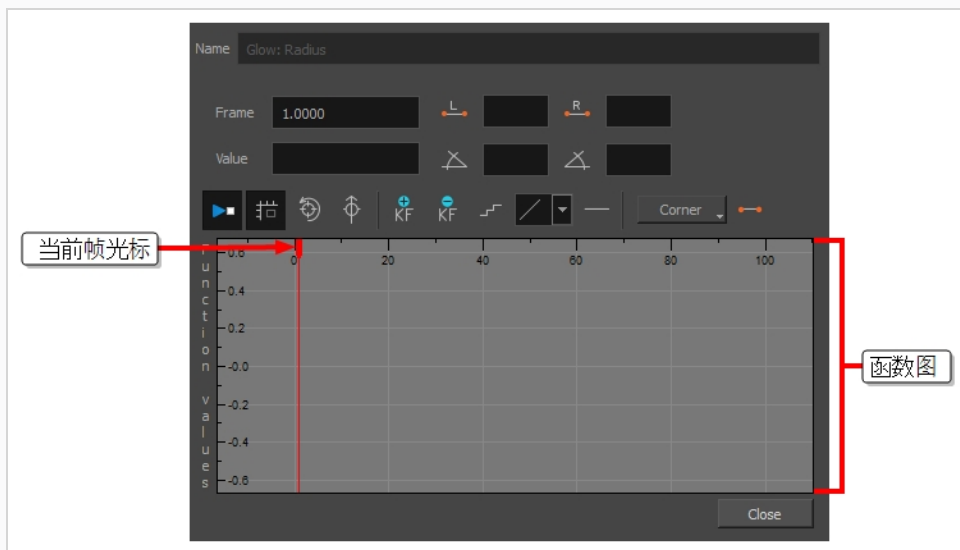 Name Glow: Radius
Frame 1.0000 L R
Value
KF KF Corner
当前帧光标
函数图
0 20 40 60 80 100
Function values
-0.6
-0.4
-0.2
-0.0
-0.2
-0.4
-0.6
Close